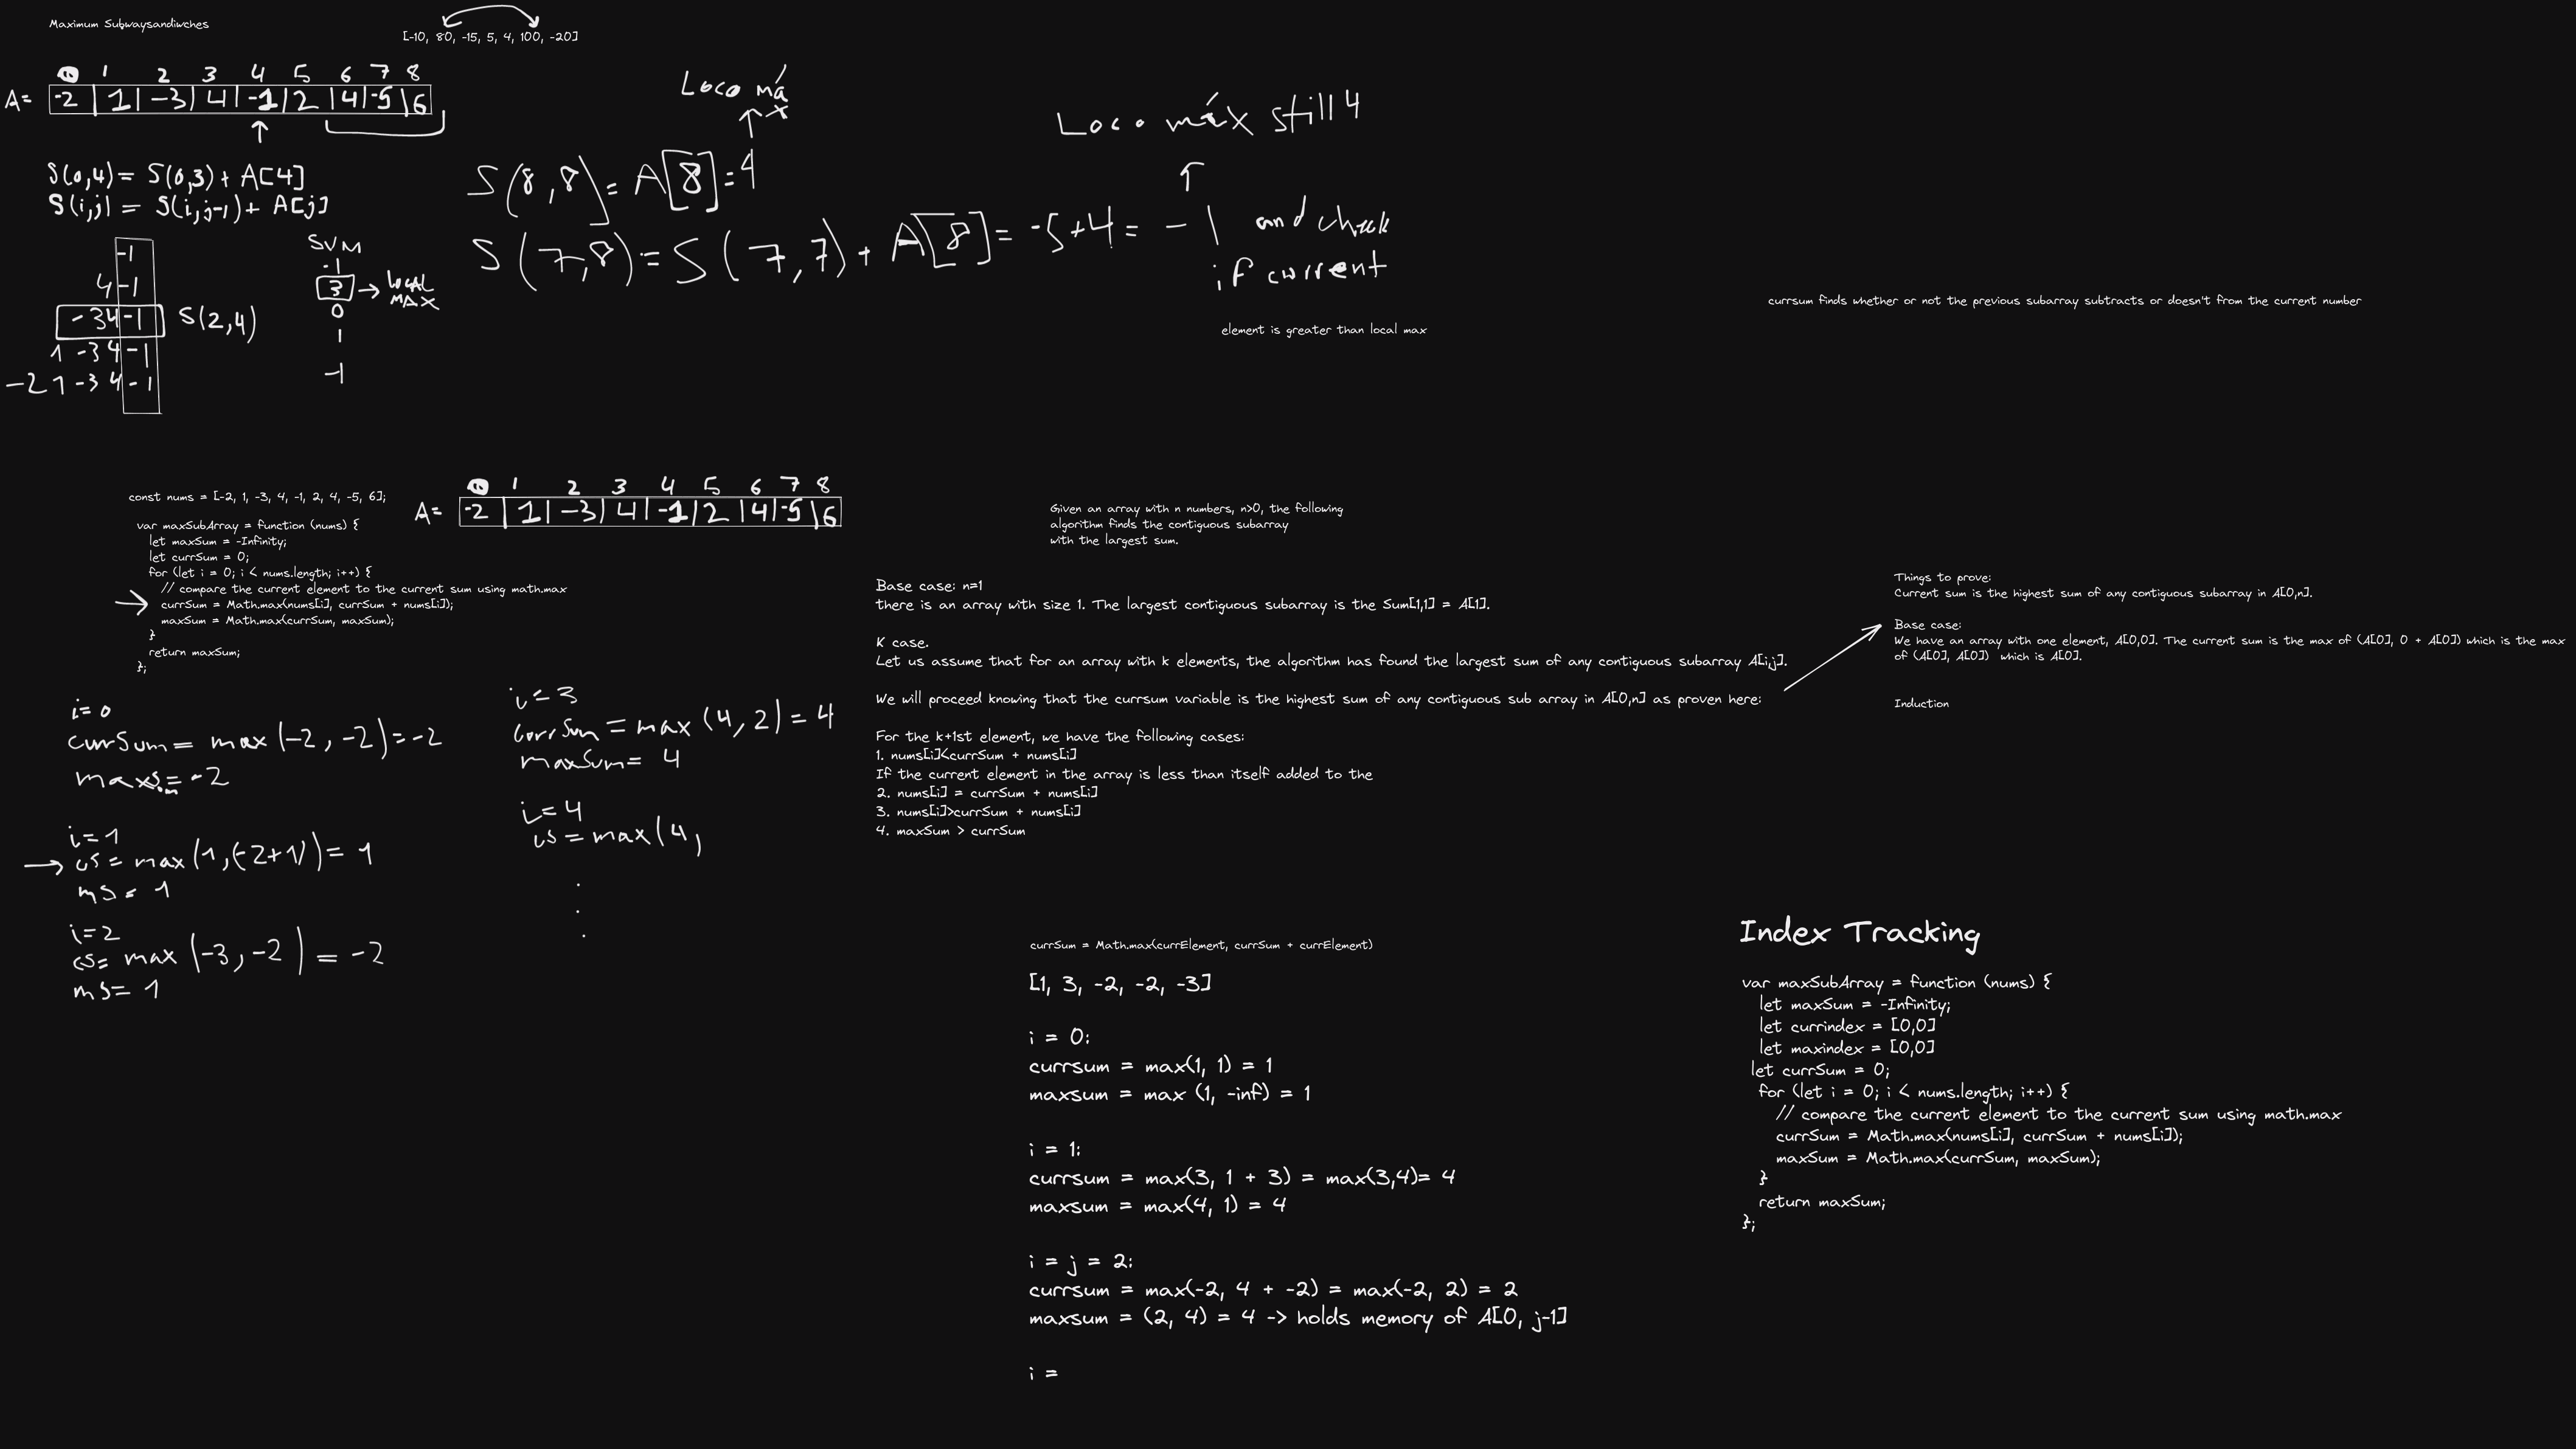 Maximum Subwaysandiwches
[-10, 80, -15, 5, 4, 100, -20]
0 1 2 3 4 5 6 7 8
A= -2 | 1 | -3 | 4 | -1 | 2 | 4 | -5 | 6
↑
S(0,4) = S(0,3) + A[4]
S(i,j) = S(i,j-1) + A[j]
-1
4 -1
-3 4 -1 S(2,4)
1 -3 4 -1
-2 1 -3 4 -1
SUM
-1
3 → LOCAL MAX
0
1
-1
Loco máx
↑
S(8,8] = A[8] = 4
S(7,8) = S(7,7) + A[8] = -5+4 = -1 and check
if current
element is greater than local max
Loco máx still 4
↑
currsum finds whether or not the previous subarray subtracts or doesn't from the current number
const nums = [-2, 1, -3, 4, -1, 2, 4, -5, 6];
var maxSubArray = function (nums) {
let maxSum = -Infinity;
let currSum = 0;
for (let i = 0; i < nums.length; i++) {
// compare the current element to the current sum using math.max
→ currSum = Math.max(nums[i], currSum + nums[i]);
maxSum = Math.max(currSum, maxSum);
}
return maxSum;
};
0 1 2 3 4 5 6 7 8
A= -2 | 1 | -3 | 4 | -1 | 2 | 4 | -5 | 6
i=0
currSum = max(-2, -2) = -2
maxsum = -2
i=1
→ cs = max(1, (-2+1)) = 1
ms = 1
i=2
cs= max(-3, -2) = -2
ms= 1
i = 3
currSum = max(4, 2) = 4
maxSum = 4
i=4
cs = max(4,
.
.
.
Given an array with n numbers, n>0, the following
algorithm finds the contiguous subarray
with the largest sum.
Base case: n=1
there is an array with size 1. The largest contiguous subarray is the Sum[1,1] = A[1].
K case.
Let us assume that for an array with k elements, the algorithm has found the largest sum of any contiguous subarray A[i,j].
We will proceed knowing that the currsum variable is the highest sum of any contiguous sub array in A[0,n] as proven here:
For the k+1st element, we have the following cases:
1. nums[i]<currSum + nums[i]
If the current element in the array is less than itself added to the
2. nums[i] = currSum + nums[i]
3. nums[i]>currSum + nums[i]
4. maxSum > currSum
Things to prove:
Current sum is the highest sum of any contiguous subarray in A[0,n].
Base case:
We have an array with one element, A[0,0]. The current sum is the max of (A[0], 0 + A[0]) which is the max
of (A[0], A[0]) which is A[0].
Induction
currSum = Math.max(currElement, currSum + currElement)
[1, 3, -2, -2, -3]
i = 0:
currsum = max(1, 1) = 1
maxsum = max (1, -inf) = 1
i = 1:
currsum = max(3, 1 + 3) = max(3,4)= 4
maxsum = max(4, 1) = 4
i = j = 2:
currsum = max(-2, 4 + -2) = max(-2, 2) = 2
maxsum = (2, 4) = 4 -> holds memory of A[0, j-1]
i =
Index Tracking
var maxSubArray = function (nums) {
let maxSum = -Infinity;
let currindex = [0,0]
let maxindex = [0,0]
let currSum = 0;
for (let i = 0; i < nums.length; i++) {
// compare the current element to the current sum using math.max
currSum = Math.max(nums[i], currSum + nums[i]);
maxSum = Math.max(currSum, maxSum);
}
return maxSum;
};